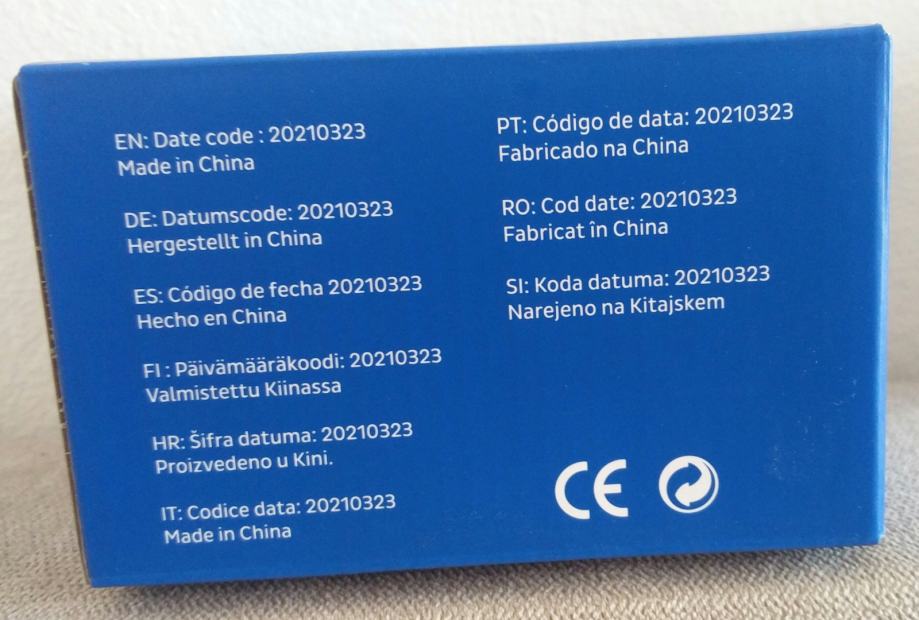 EN: Date code : 20210323
Made in China
DE: Datumscode: 20210323
Hergestellt in China
ES: Código de fecha 20210323
Hecho en China
FI : Päivämääräkoodi: 20210323
Valmistettu Kiinassa
HR: Šifra datuma: 20210323
Proizvedeno u Kini.
IT: Codice data: 20210323
Made in China
PT: Código de data: 20210323
Fabricado na China
RO: Cod date: 20210323
Fabricat în China
SI: Koda datuma: 20210323
Narejeno na Kitajskem
CE